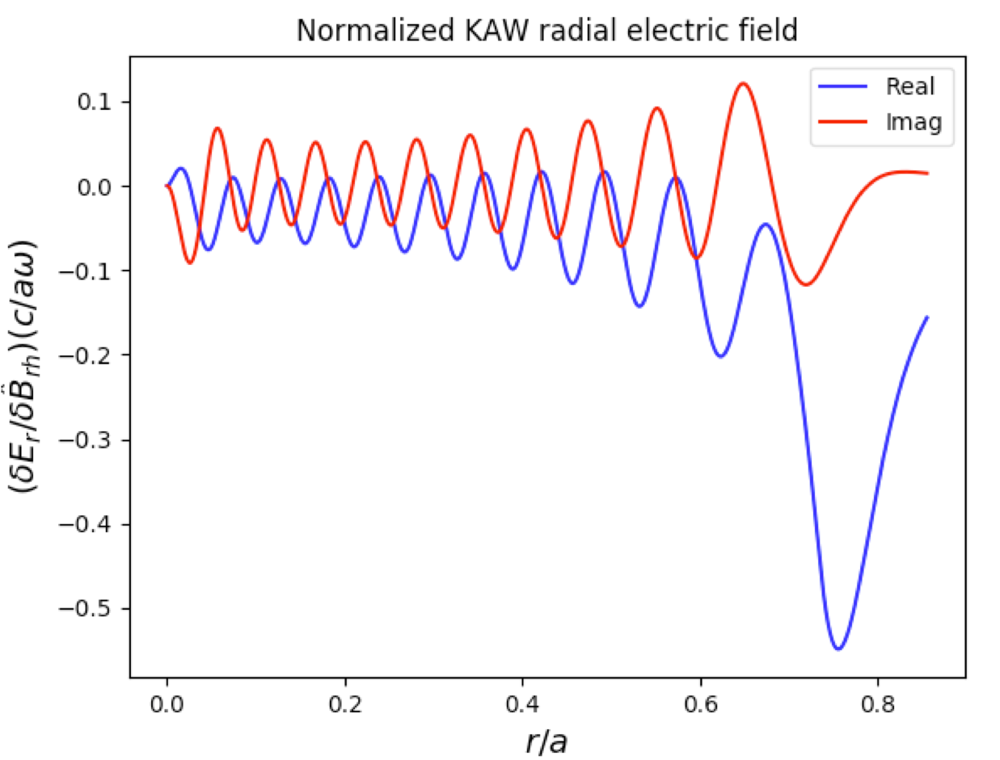 Normalized KAW radial electric field
Real
Imag
0.1
0.0
−0.1
−0.2
−0.3
−0.4
−0.5
(δE_r/δB̂_rh)(c/aω)
0.0 0.2 0.4 0.6 0.8
r/a